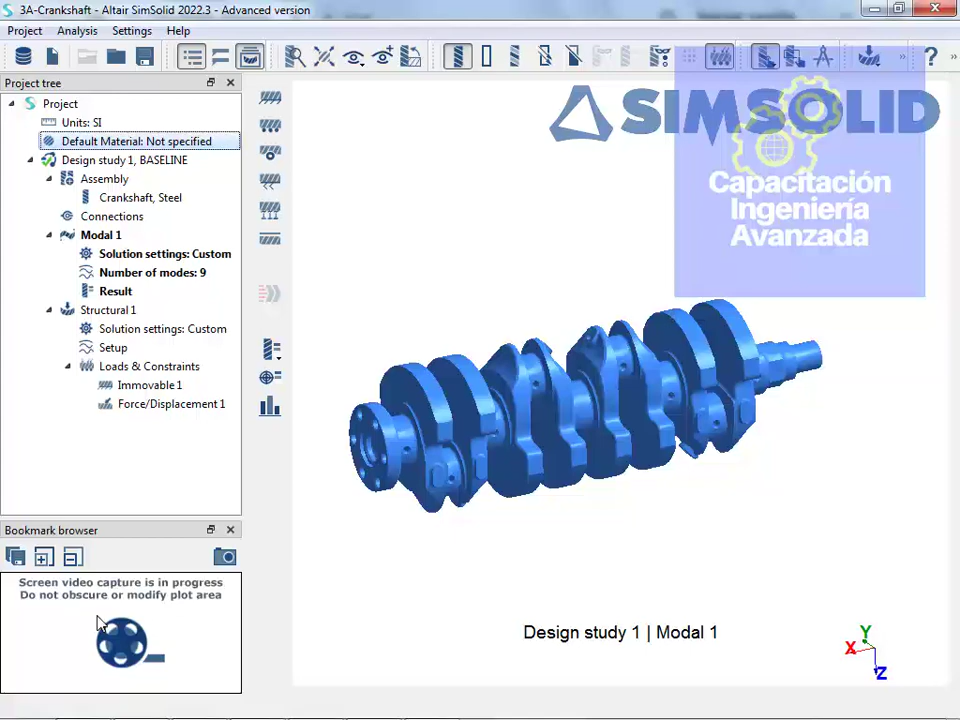 3A-Crankshaft - Altair SimSolid 2022.3 - Advanced version
Project Analysis Settings Help
Project tree
Project
Units: SI
Default Material: Not specified
Design study 1, BASELINE
Assembly
Crankshaft, Steel
Connections
Modal 1
Solution settings: Custom
Number of modes: 9
Result
Structural 1
Solution settings: Custom
Setup
Loads & Constraints
Immovable 1
Force/Displacement 1
Bookmark browser
Screen video capture is in progress
Do not obscure or modify plot area
SIMSOLID
Capacitación
Ingeniería
Avanzada
Design study 1 | Modal 1
Y
X
Z